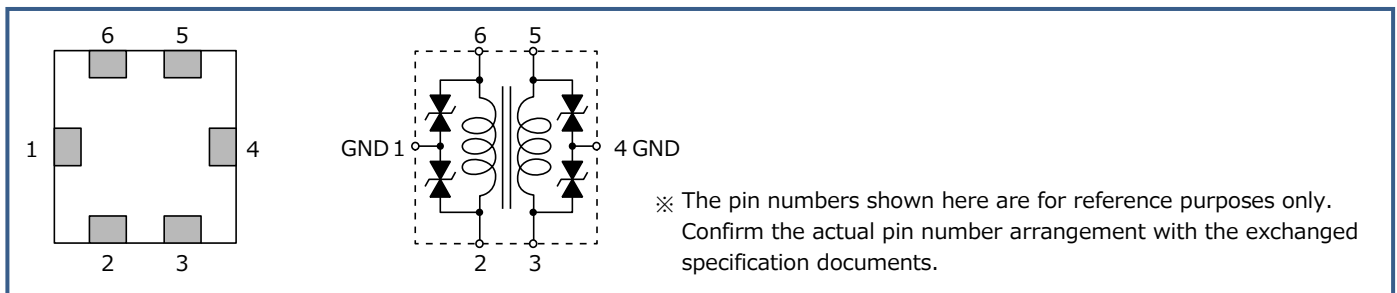 6 5
1
4
2 3
6 5
GND 1
4 GND
2 3
※ The pin numbers shown here are for reference purposes only.
Confirm the actual pin number arrangement with the exchanged
specification documents.